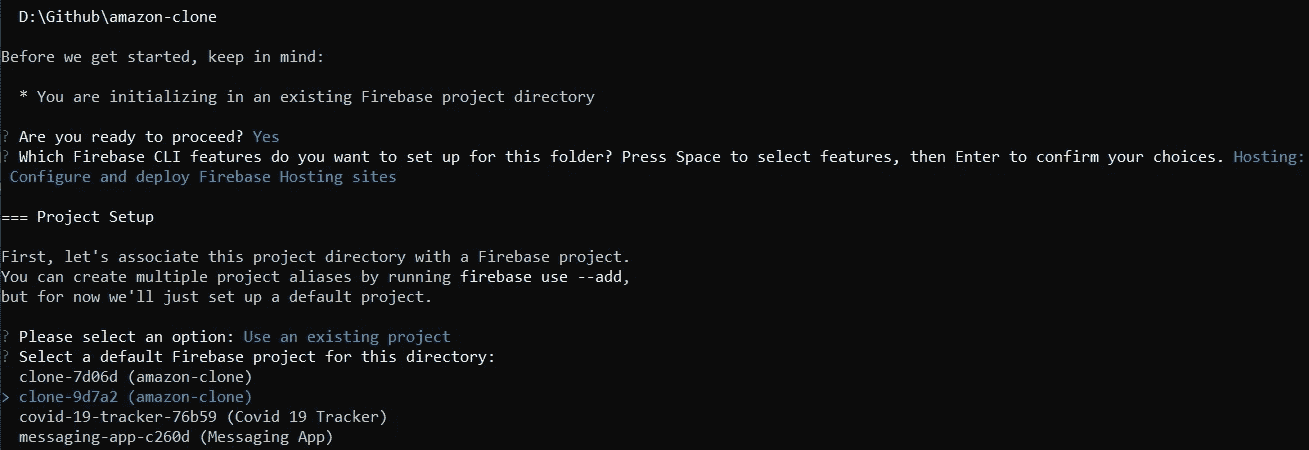 D:\Github\amazon-clone
Before we get started, keep in mind:
* You are initializing in an existing Firebase project directory
? Are you ready to proceed? Yes
? Which Firebase CLI features do you want to set up for this folder? Press Space to select features, then Enter to confirm your choices. Hosting:
Configure and deploy Firebase Hosting sites
=== Project Setup
First, let's associate this project directory with a Firebase project.
You can create multiple project aliases by running firebase use --add,
but for now we'll just set up a default project.
? Please select an option: Use an existing project
? Select a default Firebase project for this directory:
clone-7d06d (amazon-clone)
> clone-9d7a2 (amazon-clone)
covid-19-tracker-76b59 (Covid 19 Tracker)
messaging-app-c260d (Messaging App)